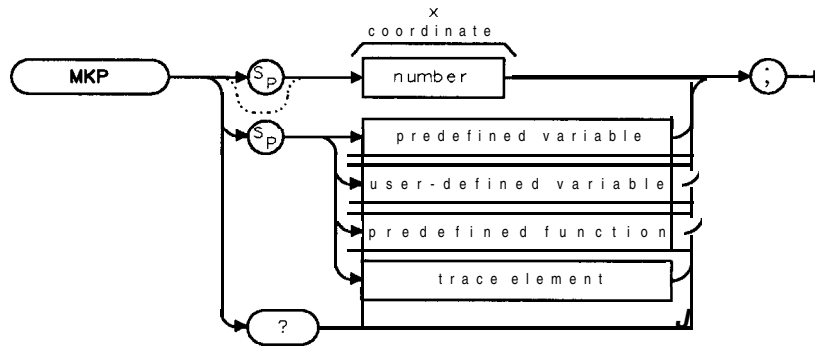 x
coordinate
MKP
SP
number
;
SP
predefined variable
user-defined variable
predefined function
trace element
?